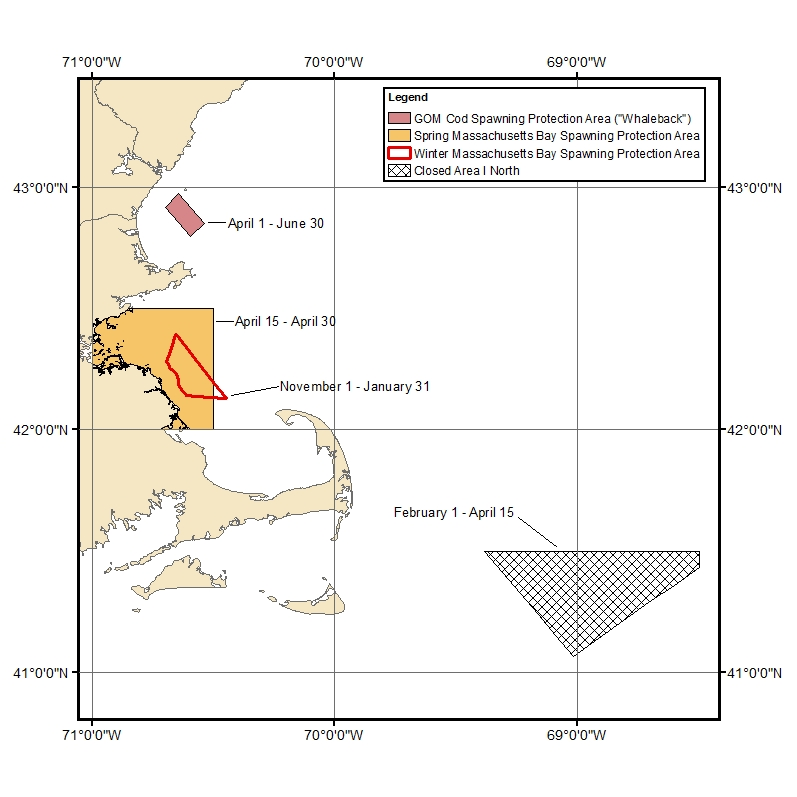 71°0'0"W 70°0'0"W 69°0'0"W
Legend
GOM Cod Spawning Protection Area ("Whaleback")
Spring Massachusetts Bay Spawning Protection Area
Winter Massachusetts Bay Spawning Protection Area
Closed Area I North
43°0'0"N 43°0'0"N
April 1 - June 30
April 15 - April 30
November 1 - January 31
42°0'0"N 42°0'0"N
February 1 - April 15
41°0'0"N 41°0'0"N
71°0'0"W 70°0'0"W 69°0'0"W